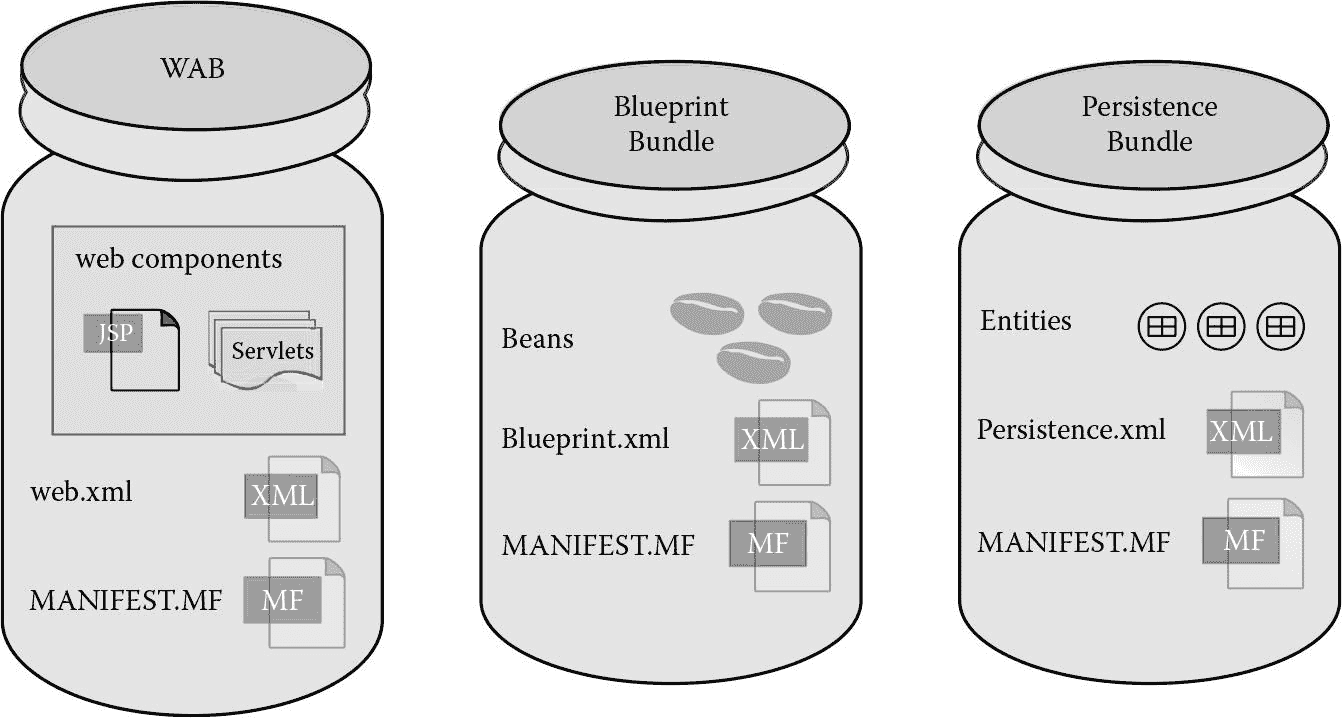 WAB
web components
JSP
Servlets
web.xml
XML
MANIFEST.MF
MF
Blueprint
Bundle
Beans
Blueprint.xml
XML
MANIFEST.MF
MF
Persistence
Bundle
Entities
Persistence.xml
XML
MANIFEST.MF
MF